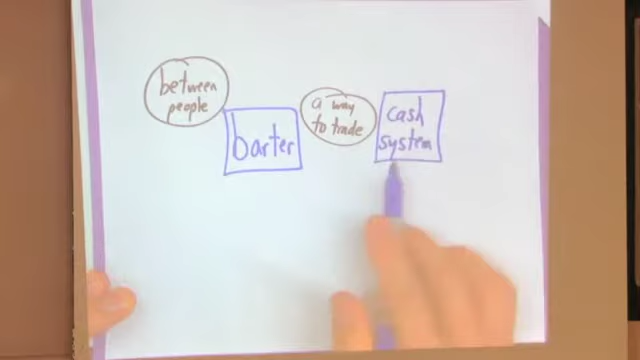 between
people
barter
a way
to trade
cash
system